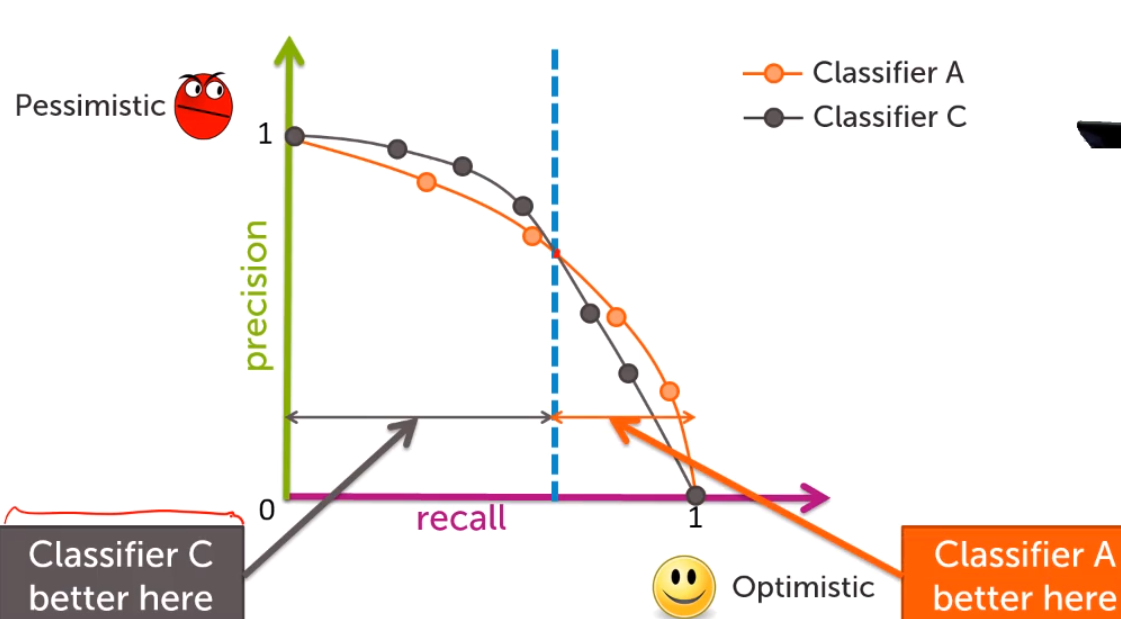 Pessimistic
Classifier A
Classifier C
1
precision
0
recall
1
Classifier C
better here
Optimistic
Classifier A
better here